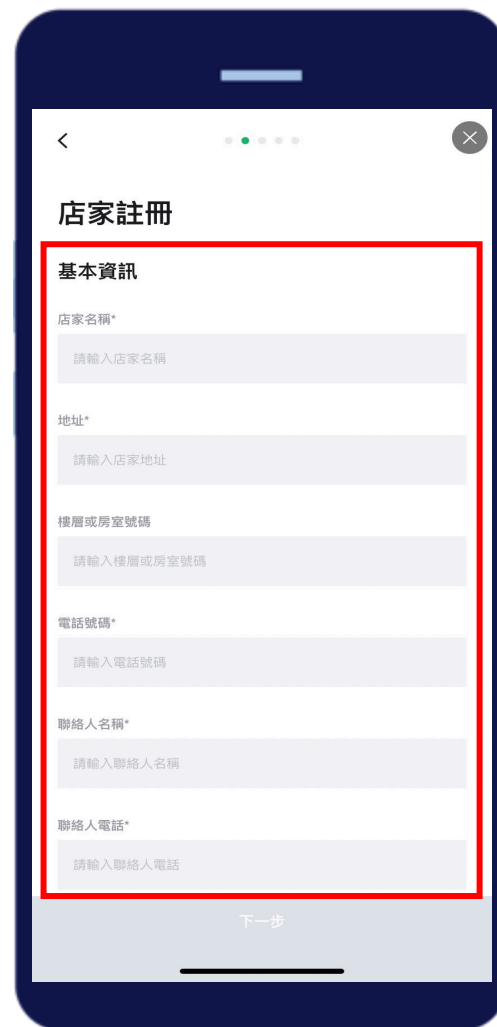 店家註冊
基本資訊
店家名稱*
請輸入店家名稱
地址*
請輸入店家地址
樓層或房室號碼
請輸入樓層或房室號碼
電話號碼*
請輸入電話號碼
聯絡人名稱*
請輸入聯絡人名稱
聯絡人電話*
請輸入聯絡人電話
下一步